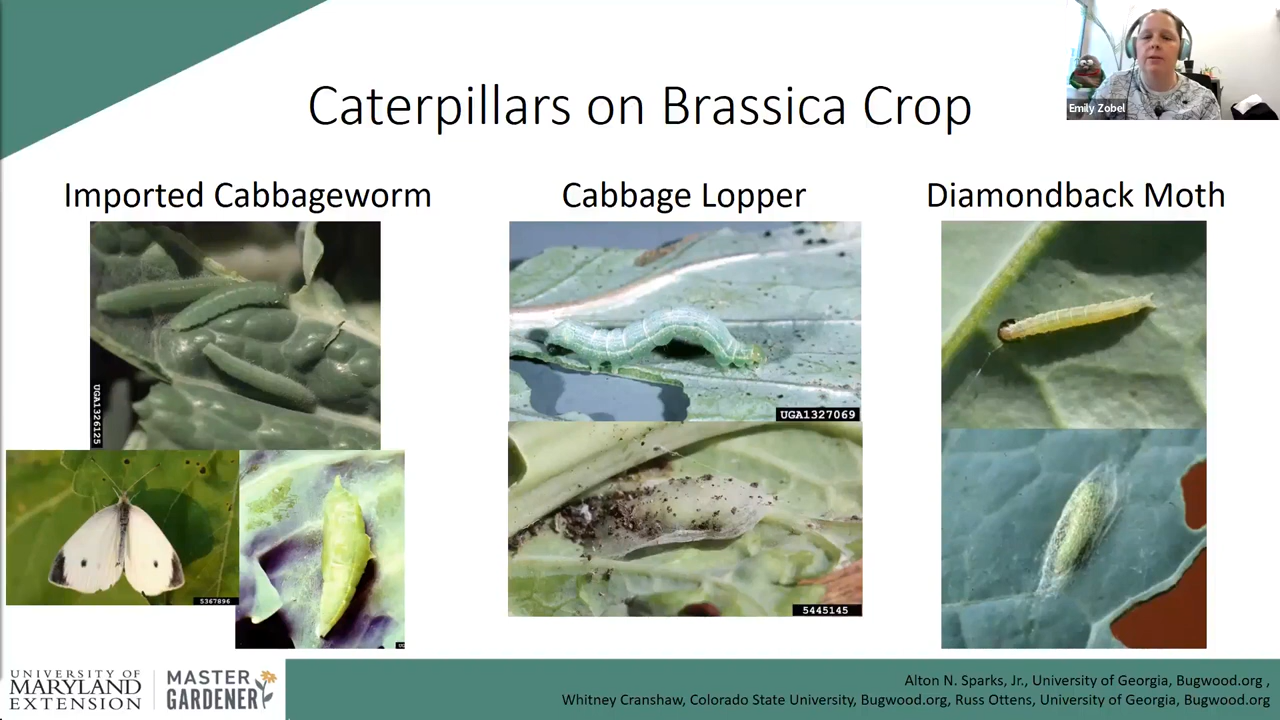 Emily Zobel
Caterpillars on Brassica Crop
Imported Cabbageworm
Cabbage Lopper
Diamondback Moth
UGA1326125
UGA1327069
5367896
5445145
UNIVERSITY OF
MARYLAND
EXTENSION
MASTER
GARDENER
Alton N. Sparks, Jr., University of Georgia, Bugwood.org ,
Whitney Cranshaw, Colorado State University, Bugwood.org, Russ Ottens, University of Georgia, Bugwood.org